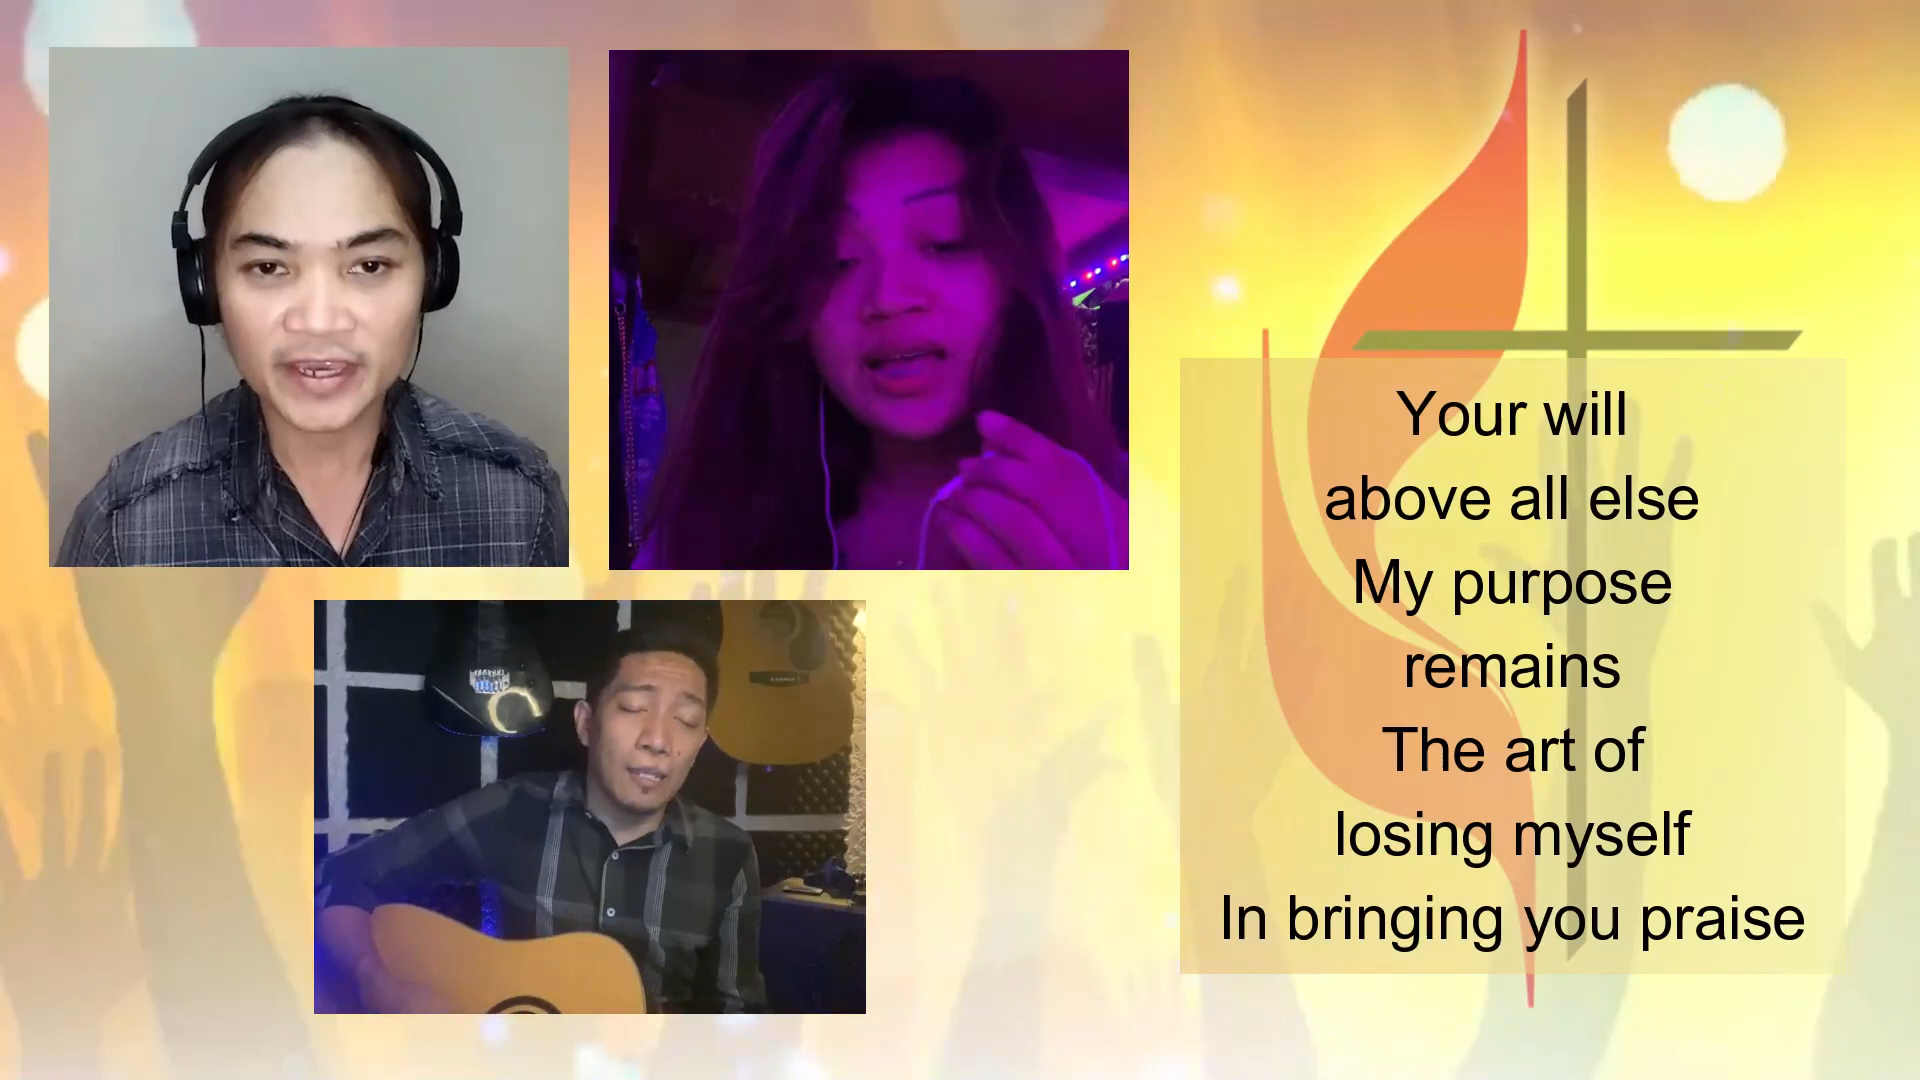 Your will
above all else
My purpose
remains
The art of
losing myself
In bringing you praise